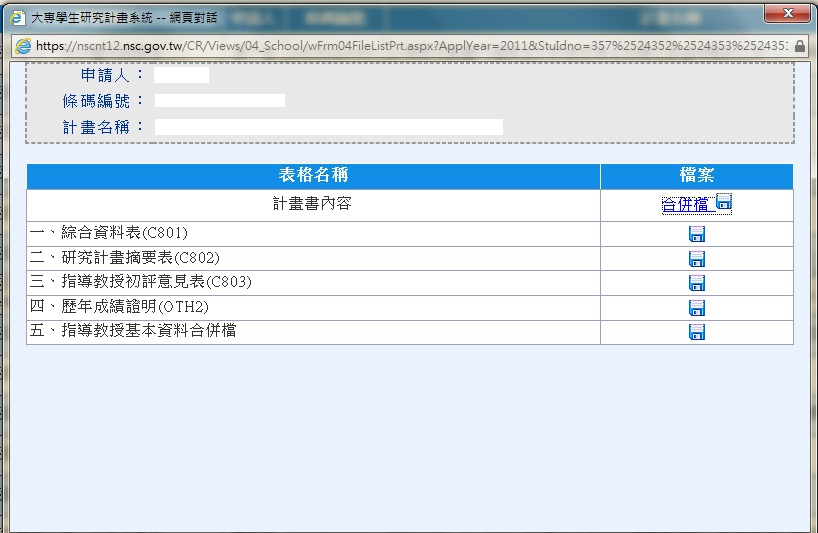 大專學生研究計畫系統 -- 網頁對話
https://nscnt12.nsc.gov.tw/CR/Views/04_School/wFrm04FileListPrt.aspx?ApplYear=2011&StuIdno=357%2524352%2524353%252435
申請人：
條碼編號：
計畫名稱：
表格名稱 檔案
計畫書內容 合併檔
一、綜合資料表(C801)
二、研究計畫摘要表(C802)
三、指導教授初評意見表(C803)
四、歷年成績證明(OTH2)
五、指導教授基本資料合併檔